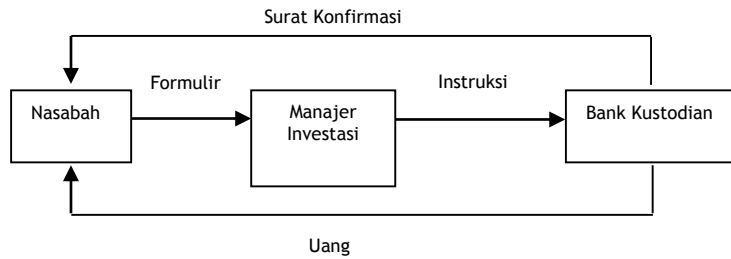 Surat Konfirmasi
Formulir
Instruksi
Nasabah
Manajer
Investasi
Bank Kustodian
Uang